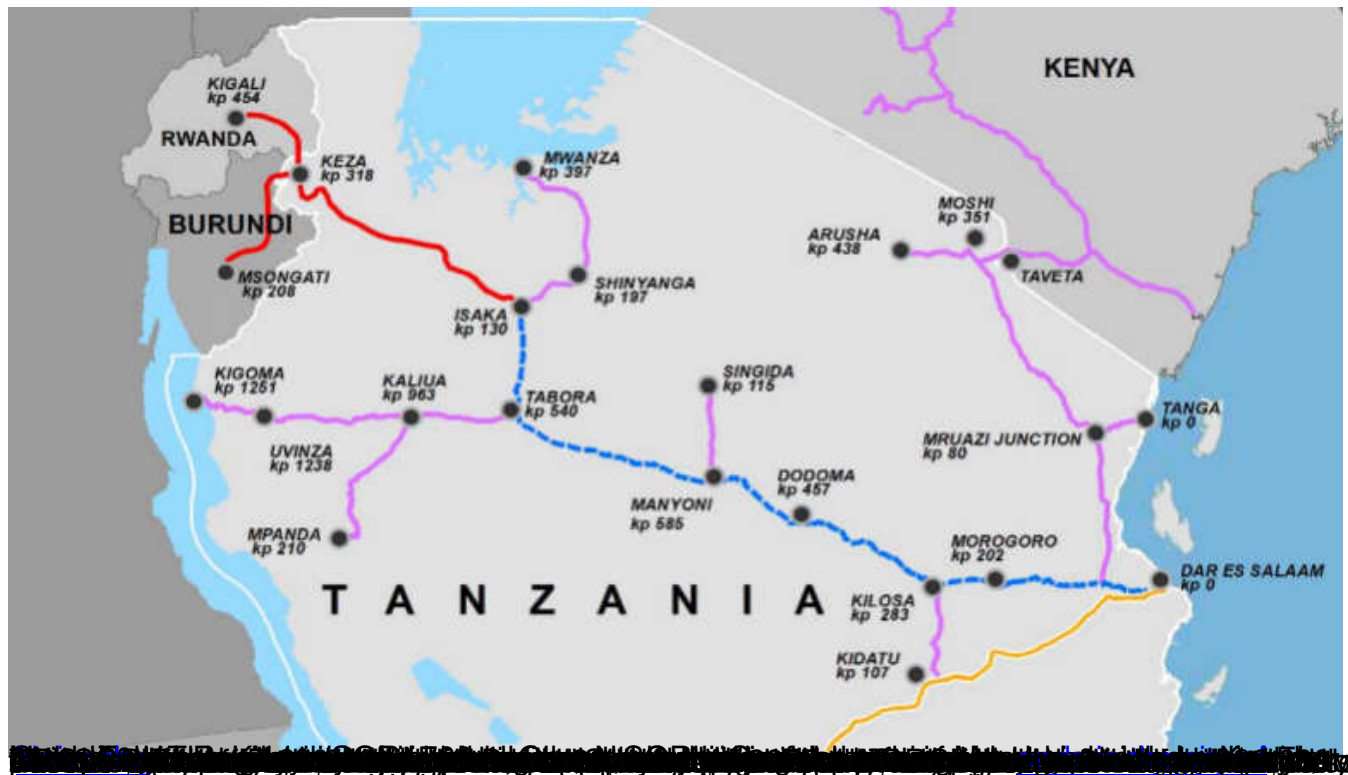 KENYA
KIGALI
kp 454
RWANDA
KEZA
kp 318
MWANZA
kp 397
BURUNDI
MOSHI
kp 351
ARUSHA
kp 438
TAVETA
MSONGATI
kp 208
SHINYANGA
kp 197
ISAKA
kp 130
KIGOMA
kp 1251
KALIUA
kp 963
TABORA
kp 540
SINGIDA
kp 115
TANGA
kp 0
MRUAZI JUNCTION
kp 80
UVINZA
kp 1238
DODOMA
kp 457
MANYONI
kp 585
MPANDA
kp 210
MOROGORO
kp 202
DAR ES SALAAM
kp 0
TANZANIA
KILOSA
kp 283
KIDATU
kp 107